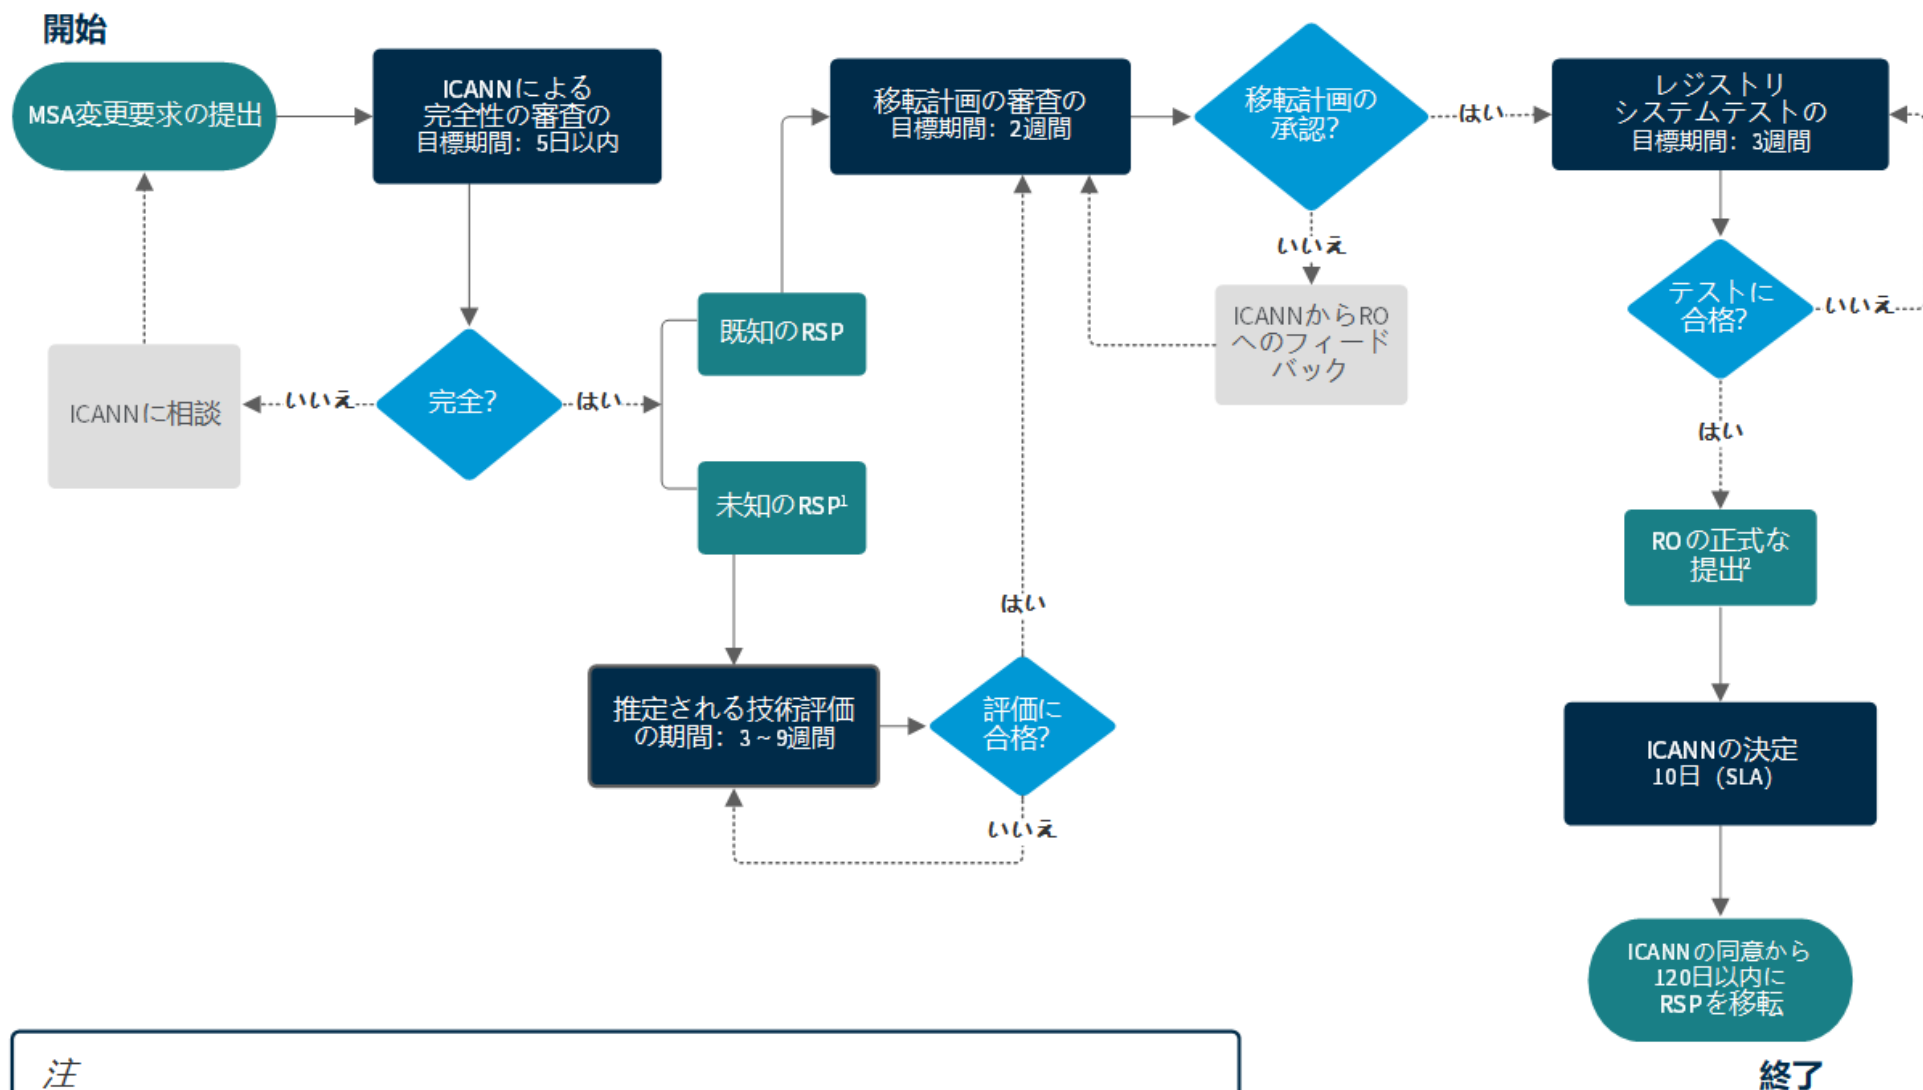 開始
MSA変更要求の提出
ICANNによる
完全性の審査の
目標期間：5日以内
移転計画の審査の
目標期間：2週間
移転計画の
承認?
はい
レジストリ
システムテストの
目標期間：3週間
いいえ
ICANNからRO
へのフィード
バック
テストに
合格?
いいえ
既知のRSP
ICANNに相談
いいえ
完全?
はい
未知のRSP¹
はい
ROの正式な
提出²
はい
推定される技術評価
の期間：3～9週間
評価に
合格?
いいえ
ICANNの決定
10日（SLA）
ICANNの同意から
120日以内に
RSPを移転
終了
注